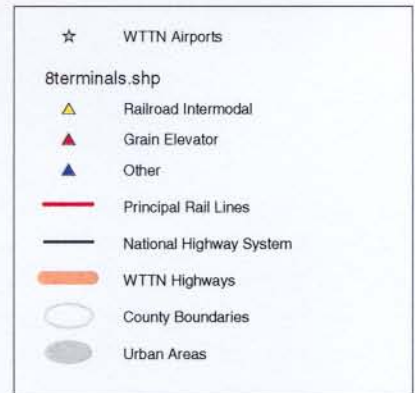 WTTN Airports
8terminals.shp
Railroad Intermodal
Grain Elevator
Other
Principal Rail Lines
National Highway System
WTTN Highways
County Boundaries
Urban Areas